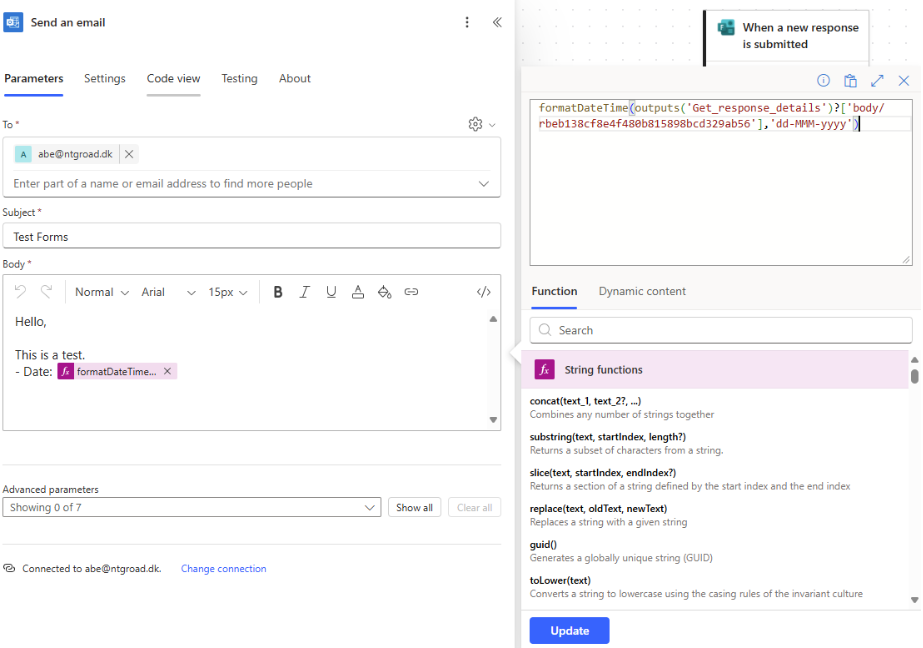 Send an email
Parameters
Settings
Code view
Testing
About
To *
A
abe@ntgroad.dk
Enter part of a name or email address to find more people
Subject *
Test Forms
Body *
Normal
Arial
15px
B
I
U
A
</>
Hello,
This is a test.
- Date: fx formatDateTime...
Advanced parameters
Showing 0 of 7
Show all
Clear all
Connected to abe@ntgroad.dk.
Change connection
When a new response
is submitted
formatDateTime(outputs('Get_response_details')?['body/
rbeb138cf8e4f480b815898bcd329ab56'],'dd-MMM-yyyy')
Function
Dynamic content
Search
fx
String functions
concat(text_1, text_2?, ...)
Combines any number of strings together
substring(text, startIndex, length?)
Returns a subset of characters from a string.
slice(text, startIndex, endIndex?)
Returns a section of a string defined by the start index and the end index
replace(text, oldText, newText)
Replaces a string with a given string
guid()
Generates a globally unique string (GUID)
toLower(text)
Converts a string to lowercase using the casing rules of the invariant culture
Update